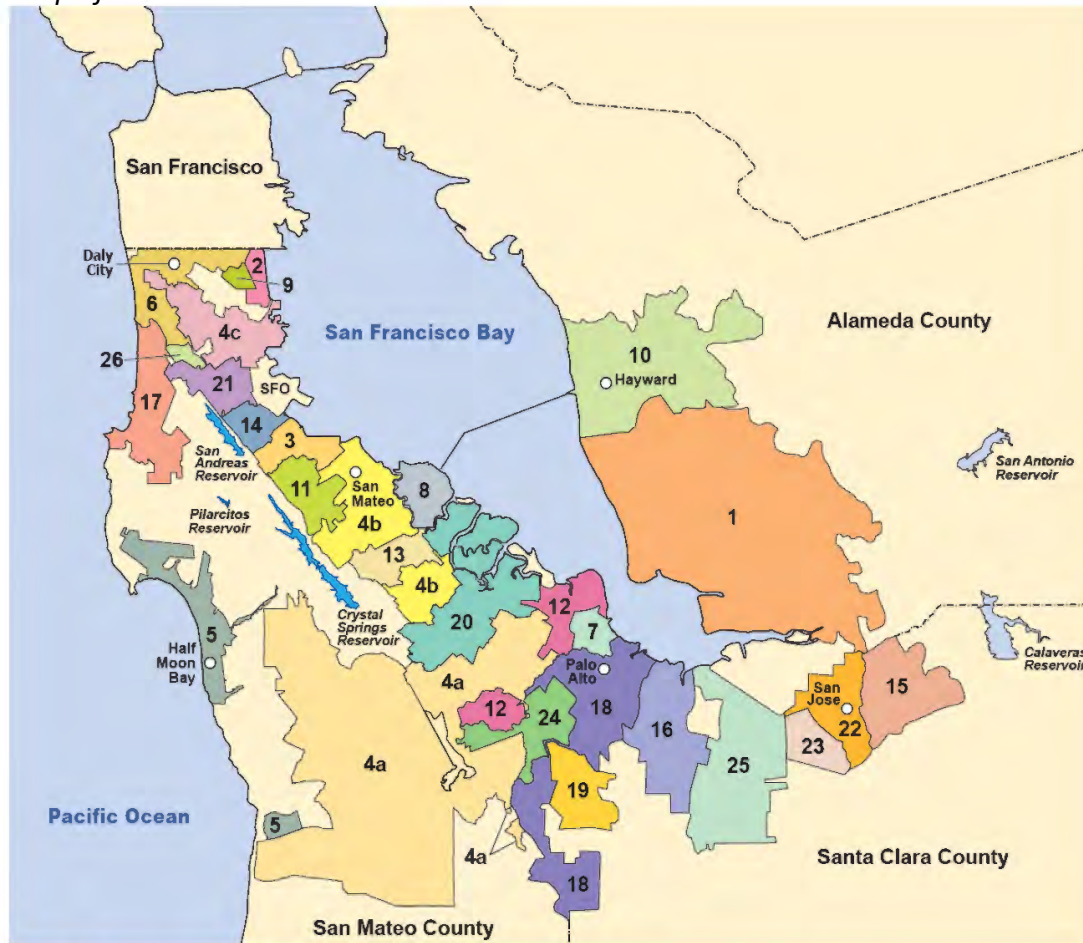 San Francisco
Daly
City
2
9
6
4c
San Francisco Bay
Alameda County
26
10
Hayward
21
SFO
17
14
3
San
Andreas
Reservoir
San
Mateo
8
San Antonio
Reservoir
11
1
Pilarcitos
Reservoir
4b
13
4b
12
Crystal
Springs
Reservoir
20
7
5
Half
Moon
Bay
Calaveras
Reservoir
4a
Palo
Alto
15
San
Jose
12
24
18
16
22
23
4a
25
19
Pacific Ocean
5
4a
Santa Clara County
18
San Mateo County